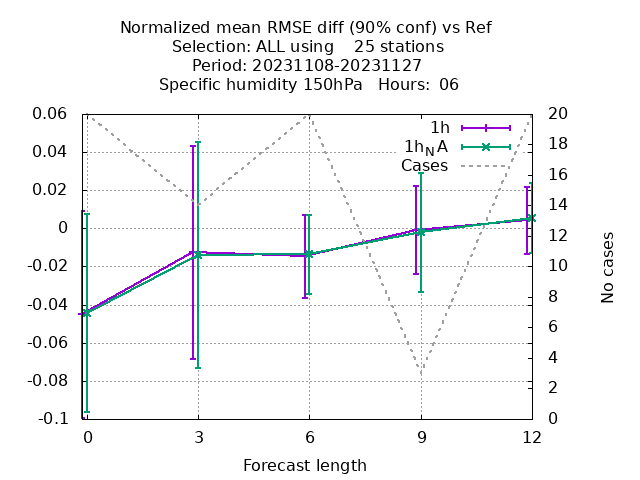 Normalized mean RMSE diff (90% conf) vs Ref
Selection: ALL using    25 stations
Period: 20231108-20231127
Specific humidity 150hPa   Hours:  06
1h
1hNA
Cases
0.06
0.04
0.02
0
-0.02
-0.04
-0.06
-0.08
-0.1
20
18
16
14
12
10
8
6
4
2
0
No cases
0 3 6 9 12
Forecast length